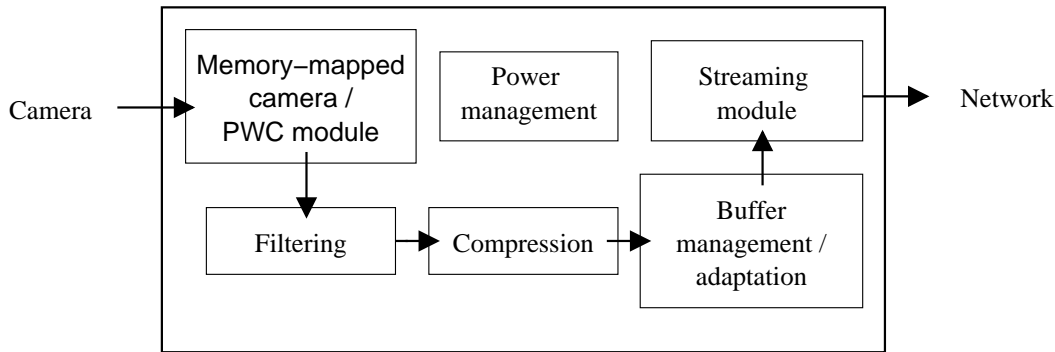 Camera
Memory−mapped
camera /
PWC module
Power
management
Streaming
module
Network
Filtering
Compression
Buffer
management /
adaptation